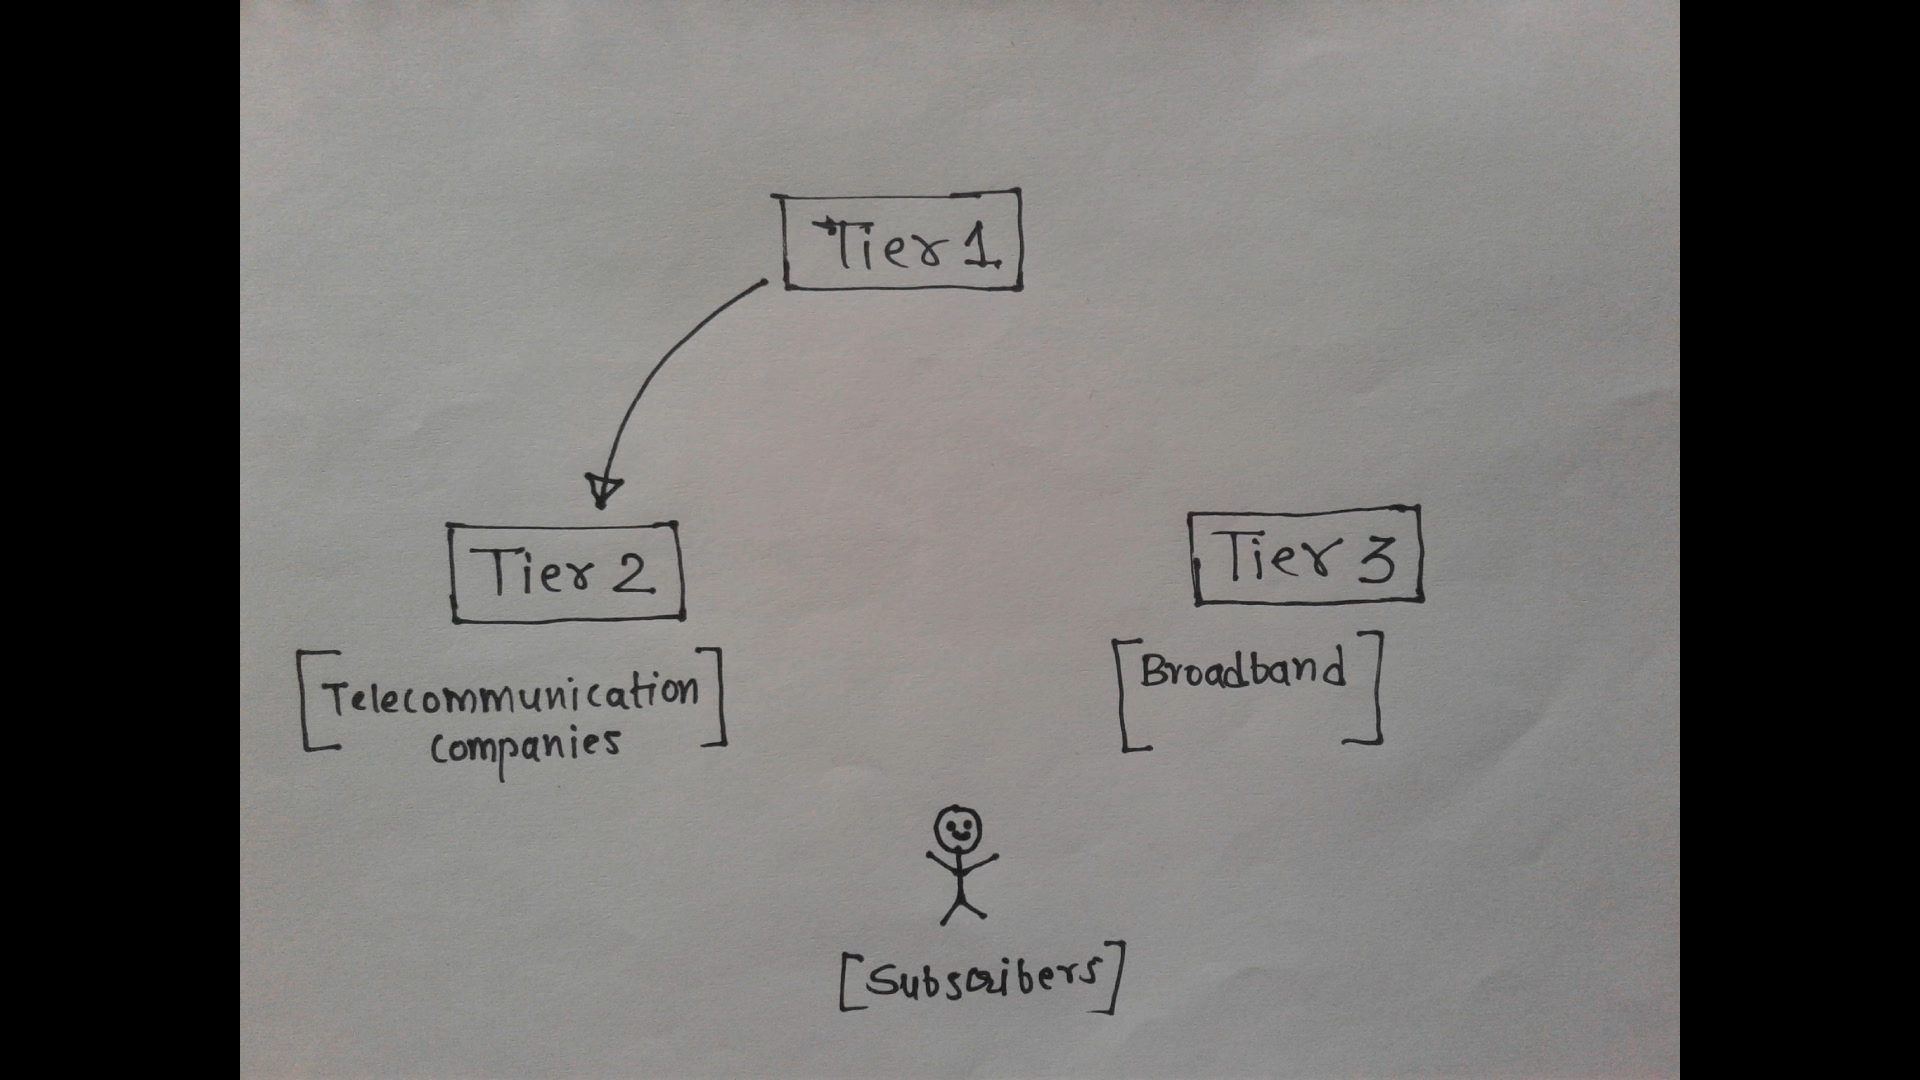 Tier 1
Tier 2
Tier 3
[Telecommunication
companies]
[Broadband]
[Subscribers]